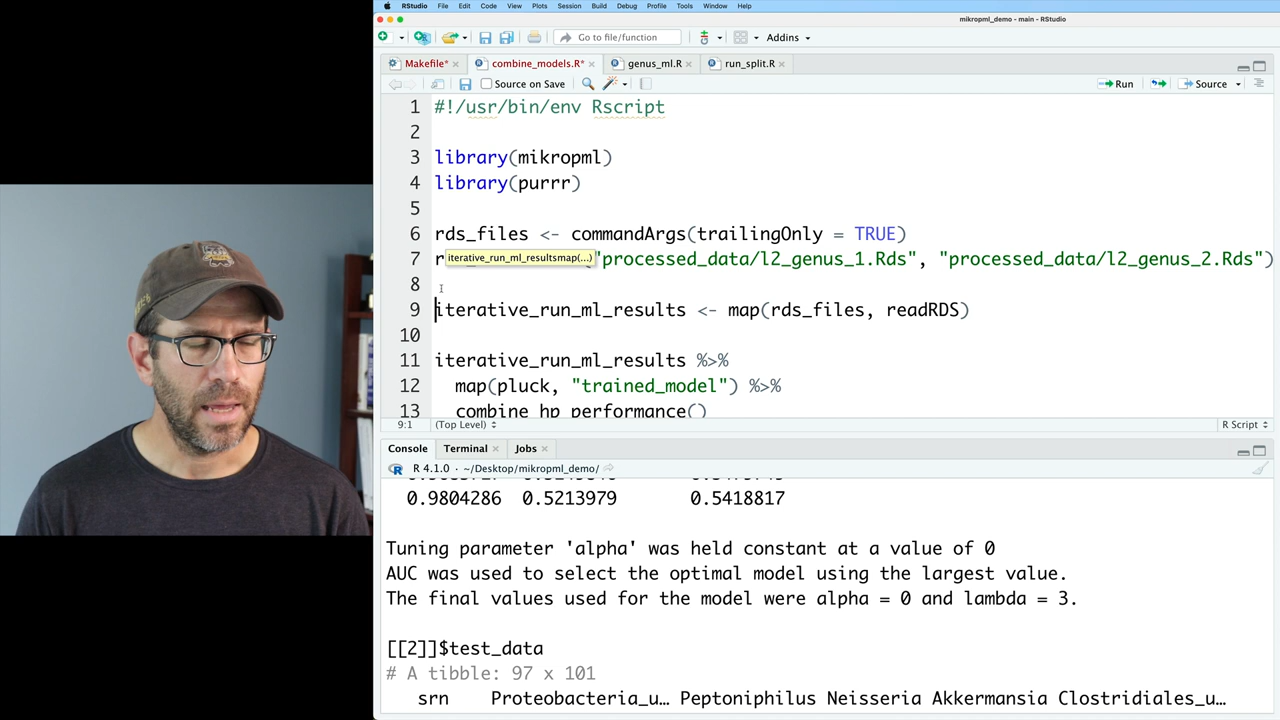 RStudio File Edit Code View Plots Session Build Debug Profile Tools Window Help
mikropml_demo - main - RStudio
Go to file/function Addins
Makefile* combine_models.R* genus_ml.R run_split.R
Source on Save Run Source
1 #!/usr/bin/env Rscript
2
3 library(mikropml)
4 library(purrr)
5
6 rds_files <- commandArgs(trailingOnly = TRUE)
iterative_run_ml_resultsmap(...)
7 "processed_data/l2_genus_1.Rds", "processed_data/l2_genus_2.Rds")
8
9 iterative_run_ml_results <- map(rds_files, readRDS)
10
11 iterative_run_ml_results %>%
12 map(pluck, "trained_model") %>%
13 combine_hp_performance()
9:1 (Top Level) R Script
Console Terminal Jobs
R 4.1.0 · ~/Desktop/mikropml_demo/
0.9804286 0.5213979 0.5418817
Tuning parameter 'alpha' was held constant at a value of 0
AUC was used to select the optimal model using the largest value.
The final values used for the model were alpha = 0 and lambda = 3.
[[2]]$test_data
# A tibble: 97 x 101
srn Proteobacteria_u… Peptoniphilus Neisseria Akkermansia Clostridiales_u…